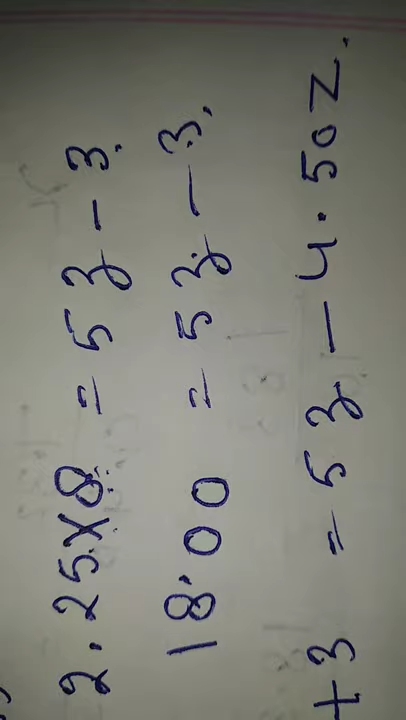 2.25×8 = 5z - 3.
18.00 = 5z - 3.
+3 = 5z - 4.50z.